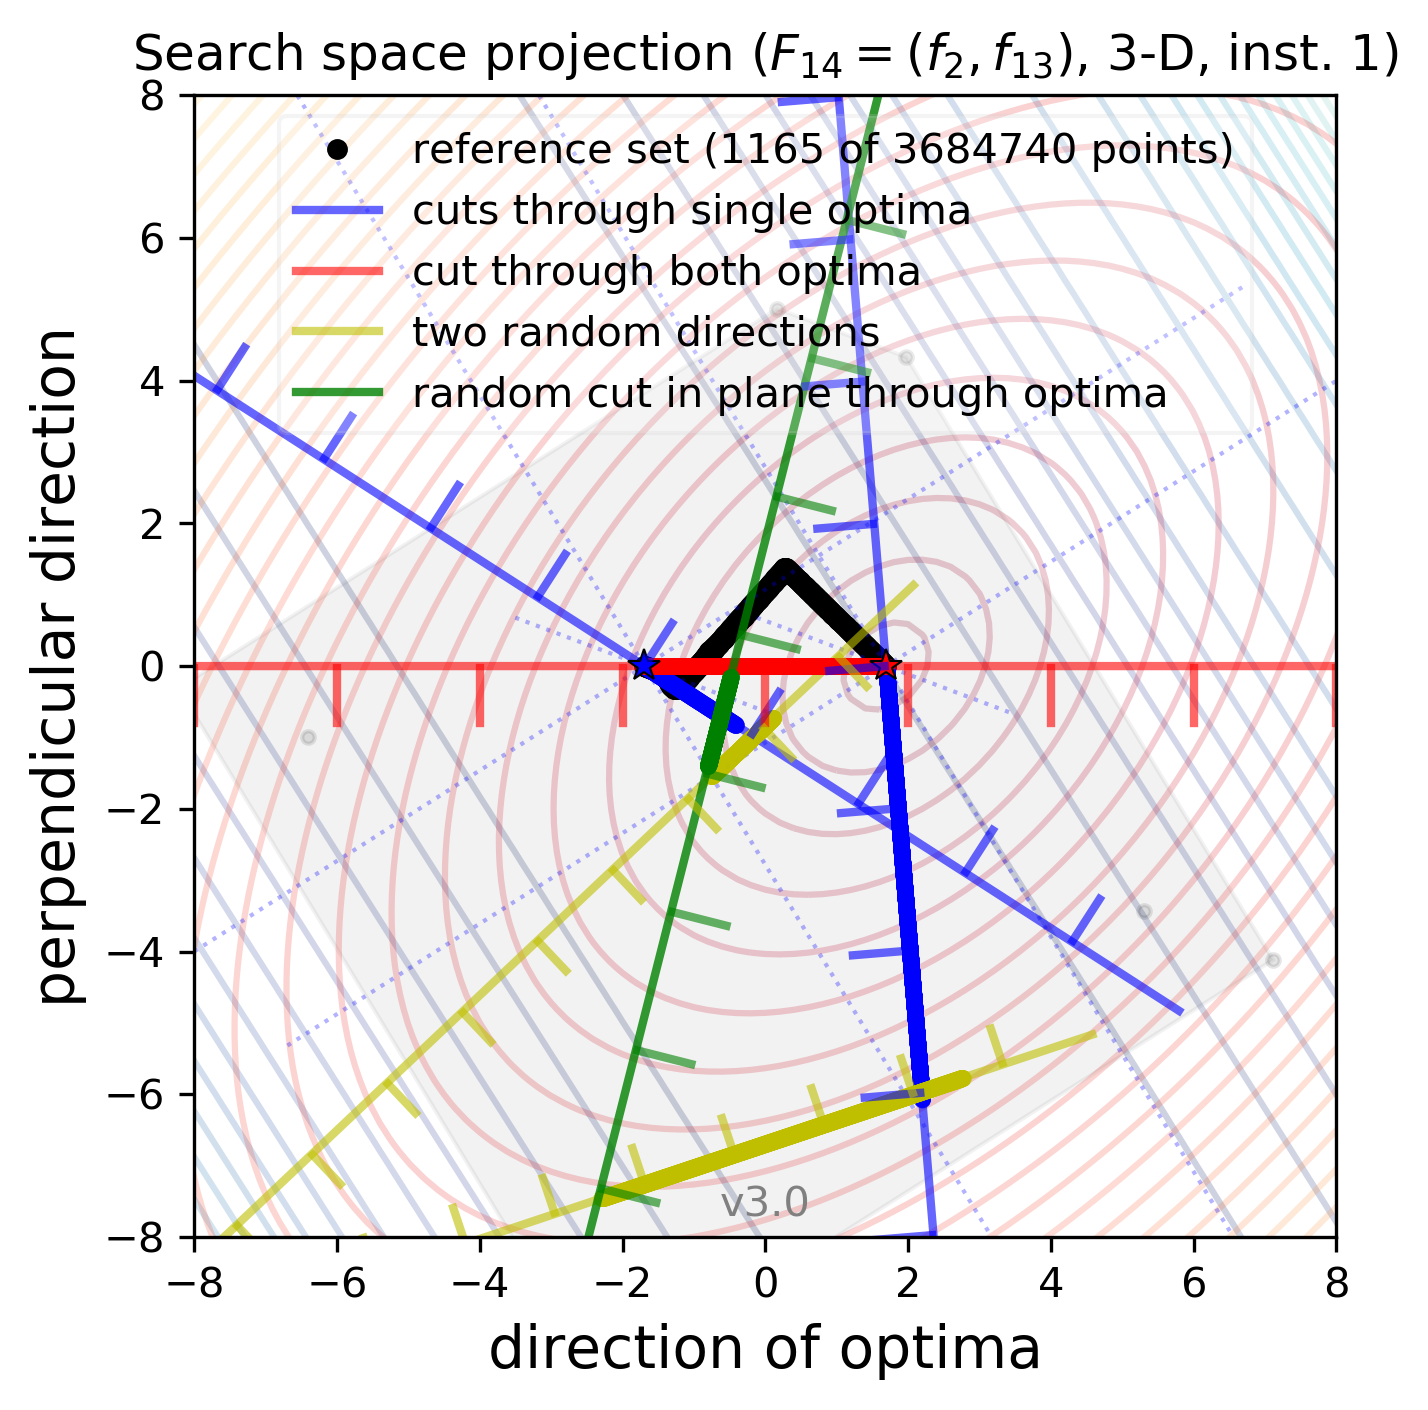 Search space projection (F₁₄ = (f₂, f₁₃), 3-D, inst. 1)
reference set (1165 of 3684740 points)
cuts through single optima
cut through both optima
two random directions
random cut in plane through optima
perpendicular direction
8
6
4
2
0
−2
−4
−6
−8
v3.0
−8 −6 −4 −2 0 2 4 6 8
direction of optima